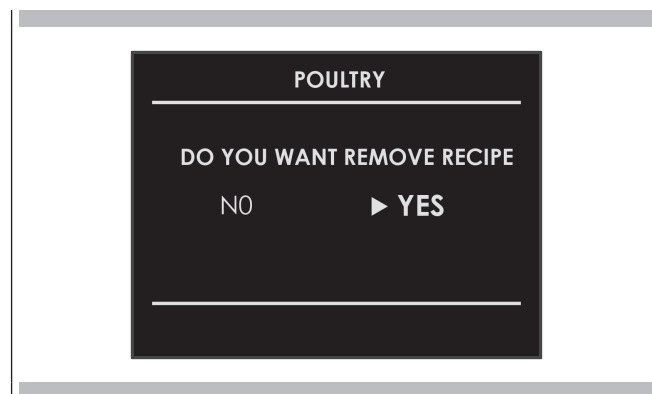 POULTRY
DO YOU WANT REMOVE RECIPE
N0 ▶ YES